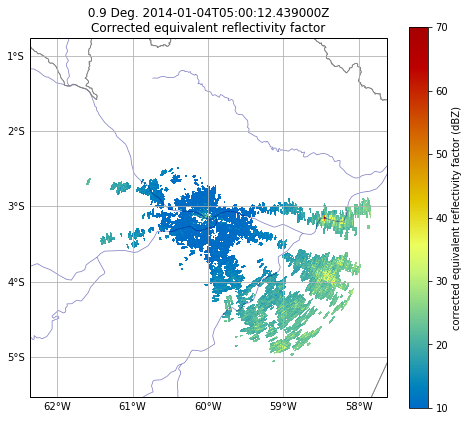 0.9 Deg. 2014-01-04T05:00:12.439000Z
Corrected equivalent reflectivity factor
1°S
2°S
3°S
4°S
5°S
62°W
61°W
60°W
59°W
58°W
70
60
50
40
30
20
10
corrected equivalent reflectivity factor (dBZ)